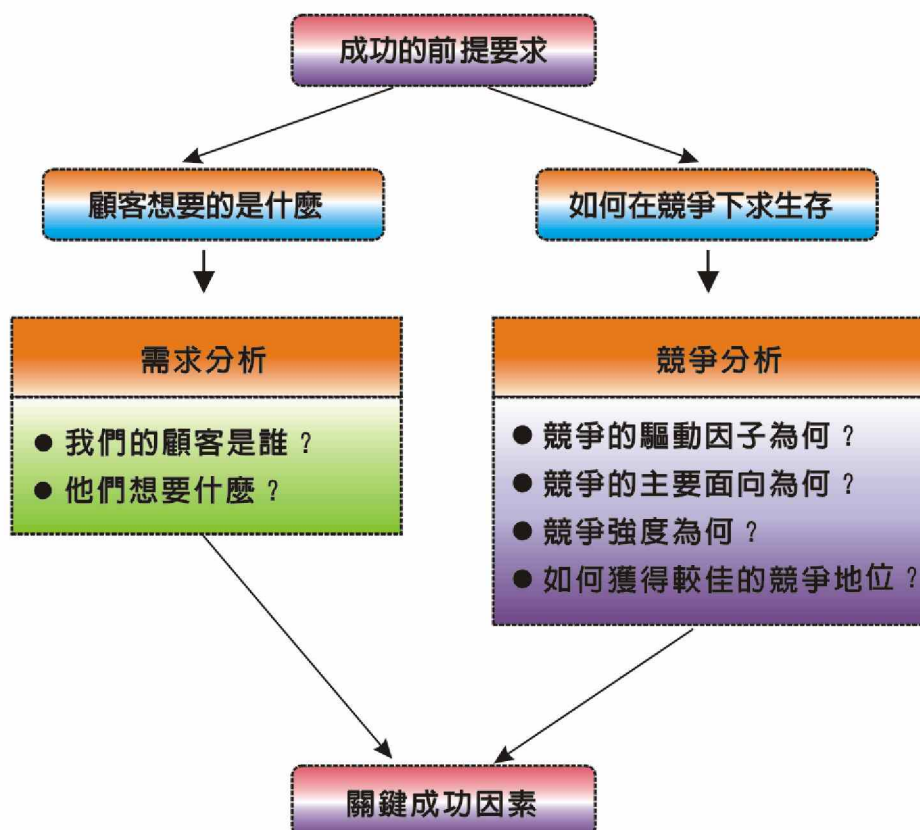 成功的前提要求
顧客想要的是什麼
如何在競爭下求生存
需求分析
● 我們的顧客是誰？
● 他們想要什麼？
競爭分析
● 競爭的驅動因子為何？
● 競爭的主要面向為何？
● 競爭強度為何？
● 如何獲得較佳的競爭地位？
關鍵成功因素